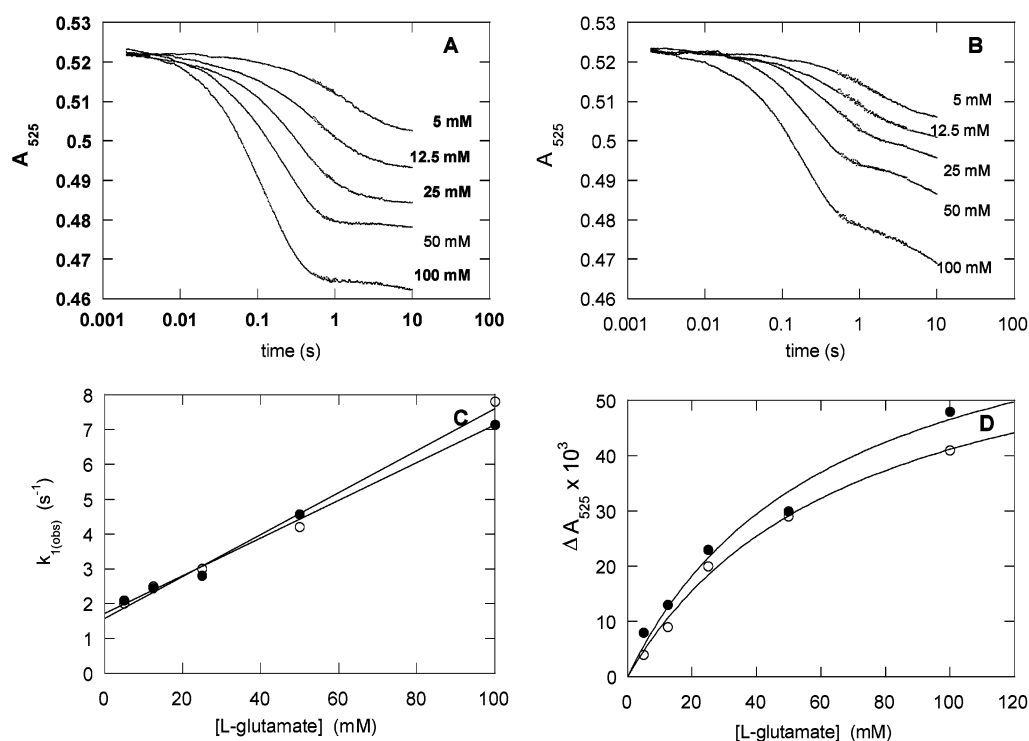 A
A 525
0.53
0.52
0.51
0.5
0.49
0.48
0.47
0.46
5 mM
12.5 mM
25 mM
50 mM
100 mM
0.001 0.01 0.1 1 10 100
time (s)
B
A 525
0.53
0.52
0.51
0.5
0.49
0.48
0.47
0.46
5 mM
12.5 mM
25 mM
50 mM
100 mM
0.001 0.01 0.1 1 10 100
time (s)
C
k1(obs) (s-1)
8
7
6
5
4
3
2
1
0
0 20 40 60 80 100
[L-glutamate] (mM)
D
Δ A525 x 10³
50
40
30
20
10
0
0 20 40 60 80 100 120
[L-glutamate] (mM)